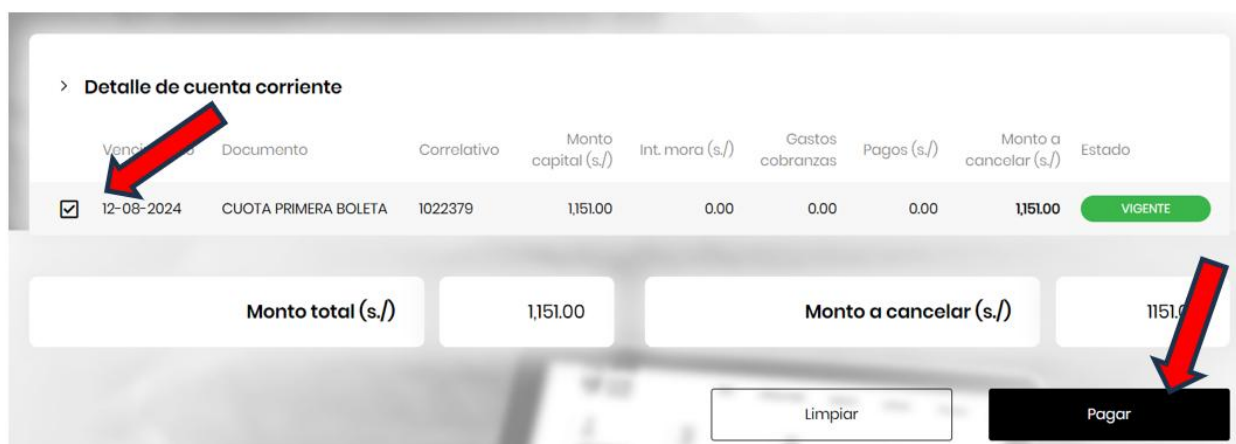 Detalle de cuenta corriente
Documento Correlativo Monto capital (s./) Int. mora (s./) Gastos cobranzas Pagos (s./) Monto a cancelar (s./) Estado
12-08-2024 CUOTA PRIMERA BOLETA 1022379 1,151.00 0.00 0.00 0.00 1,151.00 VIGENTE
Monto total (s./) 1,151.00 Monto a cancelar (s./)
Limpiar Pagar